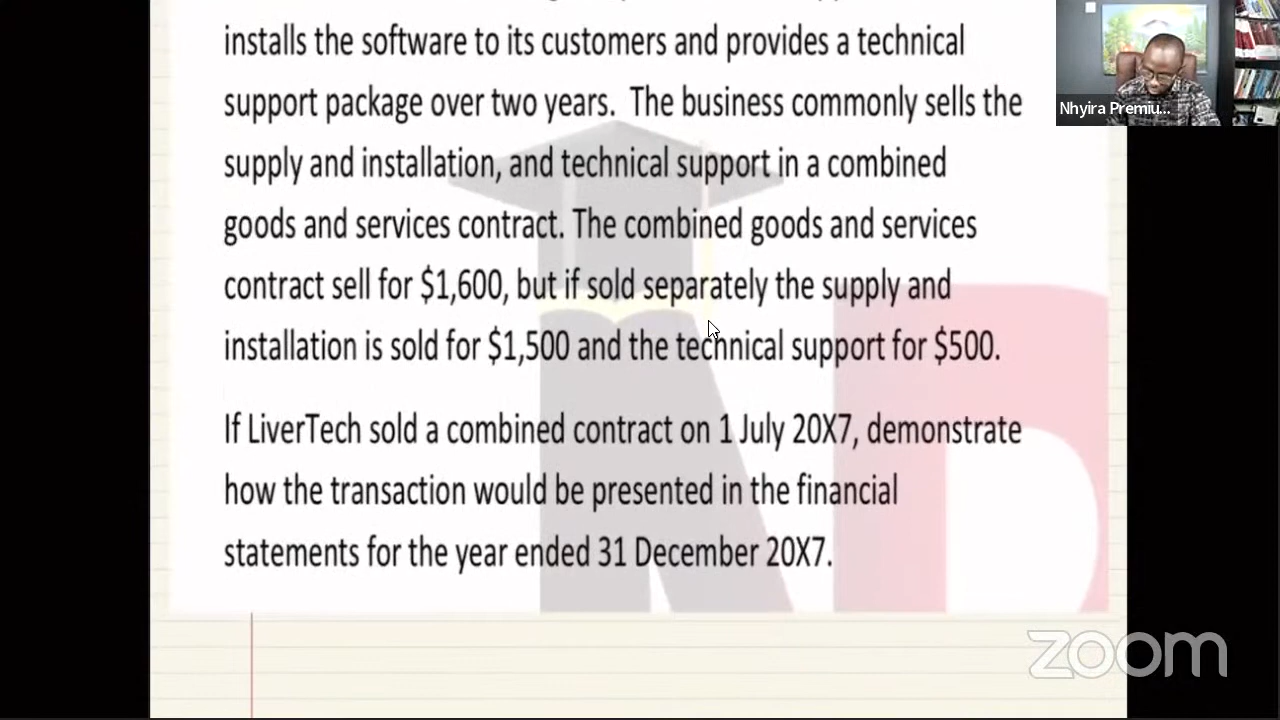 installs the software to its customers and provides a technical
support package over two years. The business commonly sells the
supply and installation, and technical support in a combined
goods and services contract. The combined goods and services
contract sell for $1,600, but if sold separately the supply and
installation is sold for $1,500 and the technical support for $500.
If LiverTech sold a combined contract on 1 July 20X7, demonstrate
how the transaction would be presented in the financial
statements for the year ended 31 December 20X7.
Nhyira Premiu...
zoom